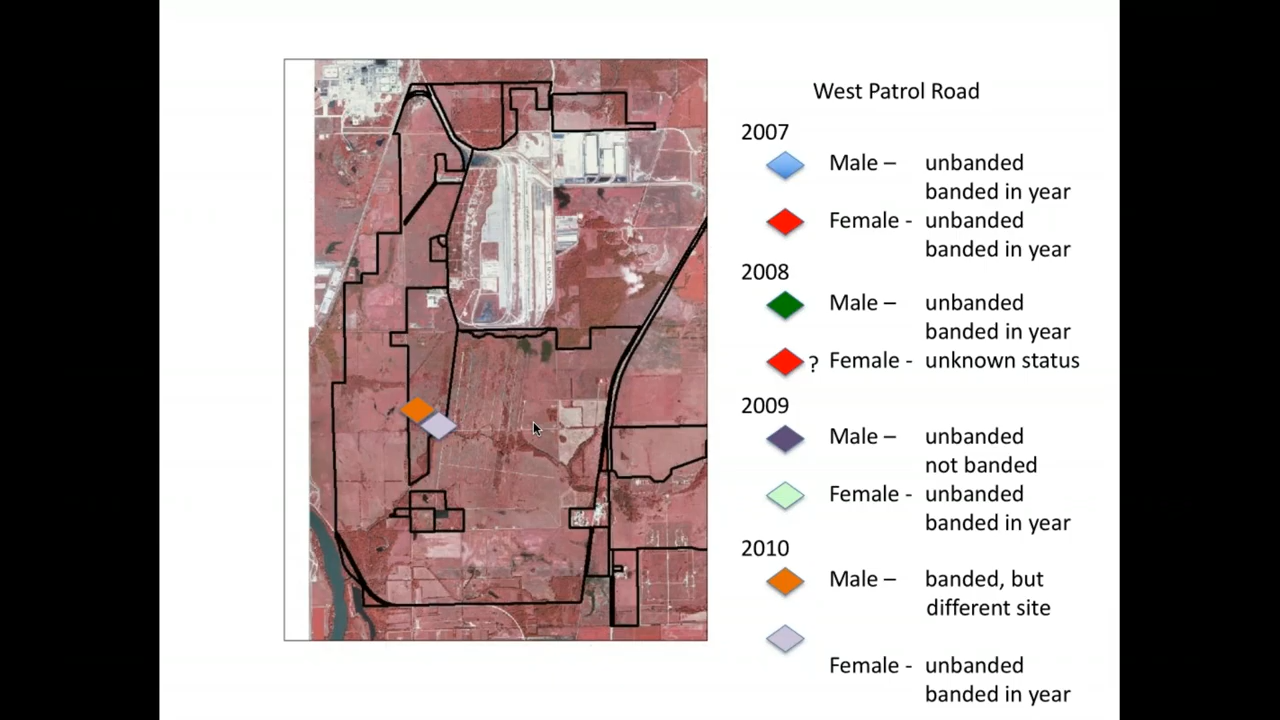 West Patrol Road
2007
Male – unbanded
banded in year
Female - unbanded
banded in year
2008
Male – unbanded
banded in year
? Female - unknown status
2009
Male – unbanded
not banded
Female - unbanded
banded in year
2010
Male – banded, but
different site
Female - unbanded
banded in year